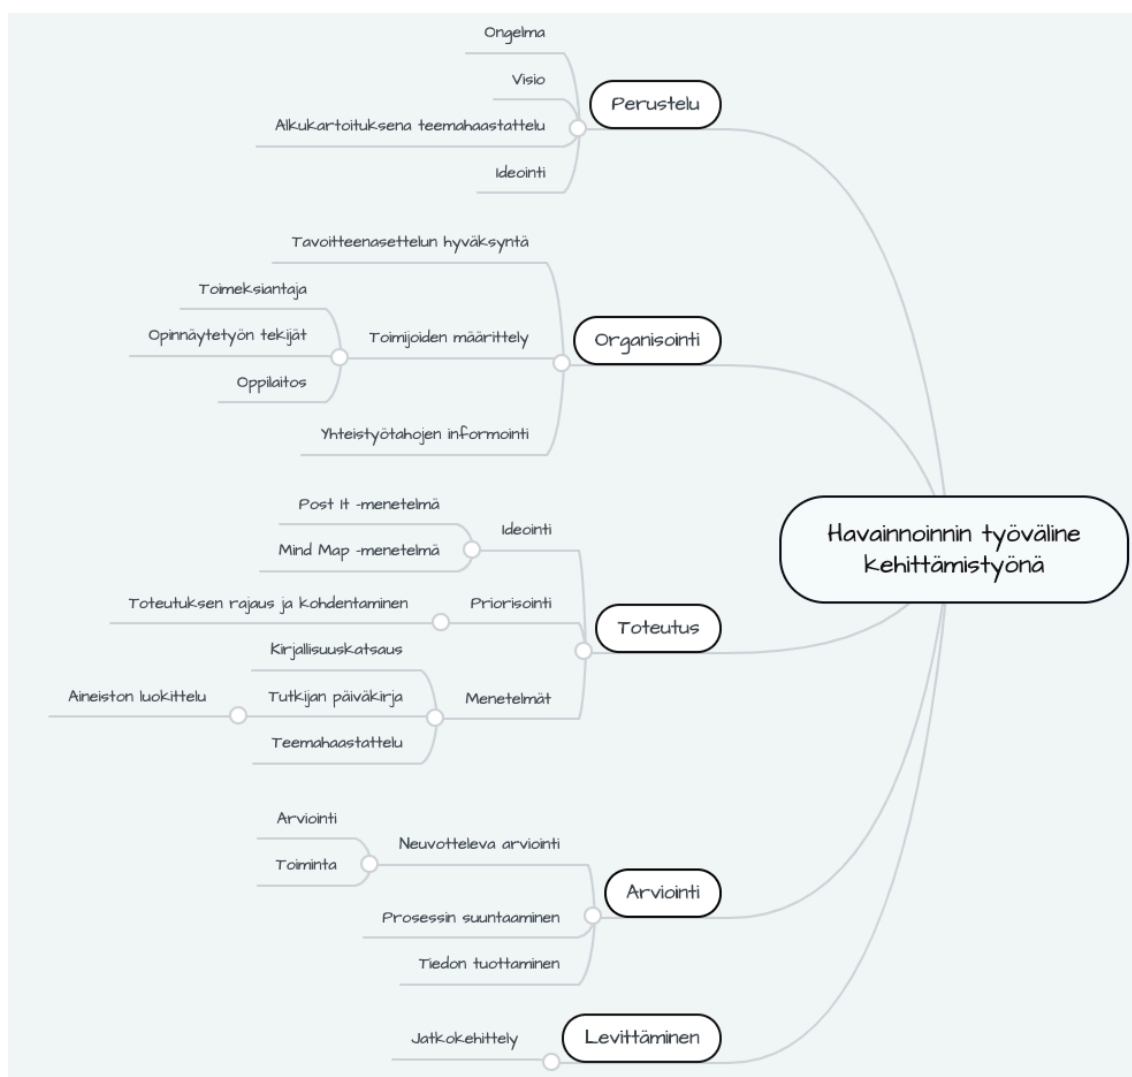 Havainnoinnin työväline
kehittämistyönä
Perustelu
Ongelma
Visio
Alkukartoituksena teemahaastattelu
Ideointi
Organisointi
Tavoitteenasettelun hyväksyntä
Toimijoiden määrittely
Toimeksiantaja
Opinnäytetyön tekijät
Oppilaitos
Yhteistyötahojen informointi
Toteutus
Ideointi
Post It -menetelmä
Mind Map -menetelmä
Priorisointi
Toteutuksen rajaus ja kohdentaminen
Menetelmät
Kirjallisuuskatsaus
Tutkijan päiväkirja
Aineiston luokittelu
Teemahaastattelu
Arviointi
Neuvotteleva arviointi
Arviointi
Toiminta
Prosessin suuntaaminen
Tiedon tuottaminen
Levittäminen
Jatkokehittely